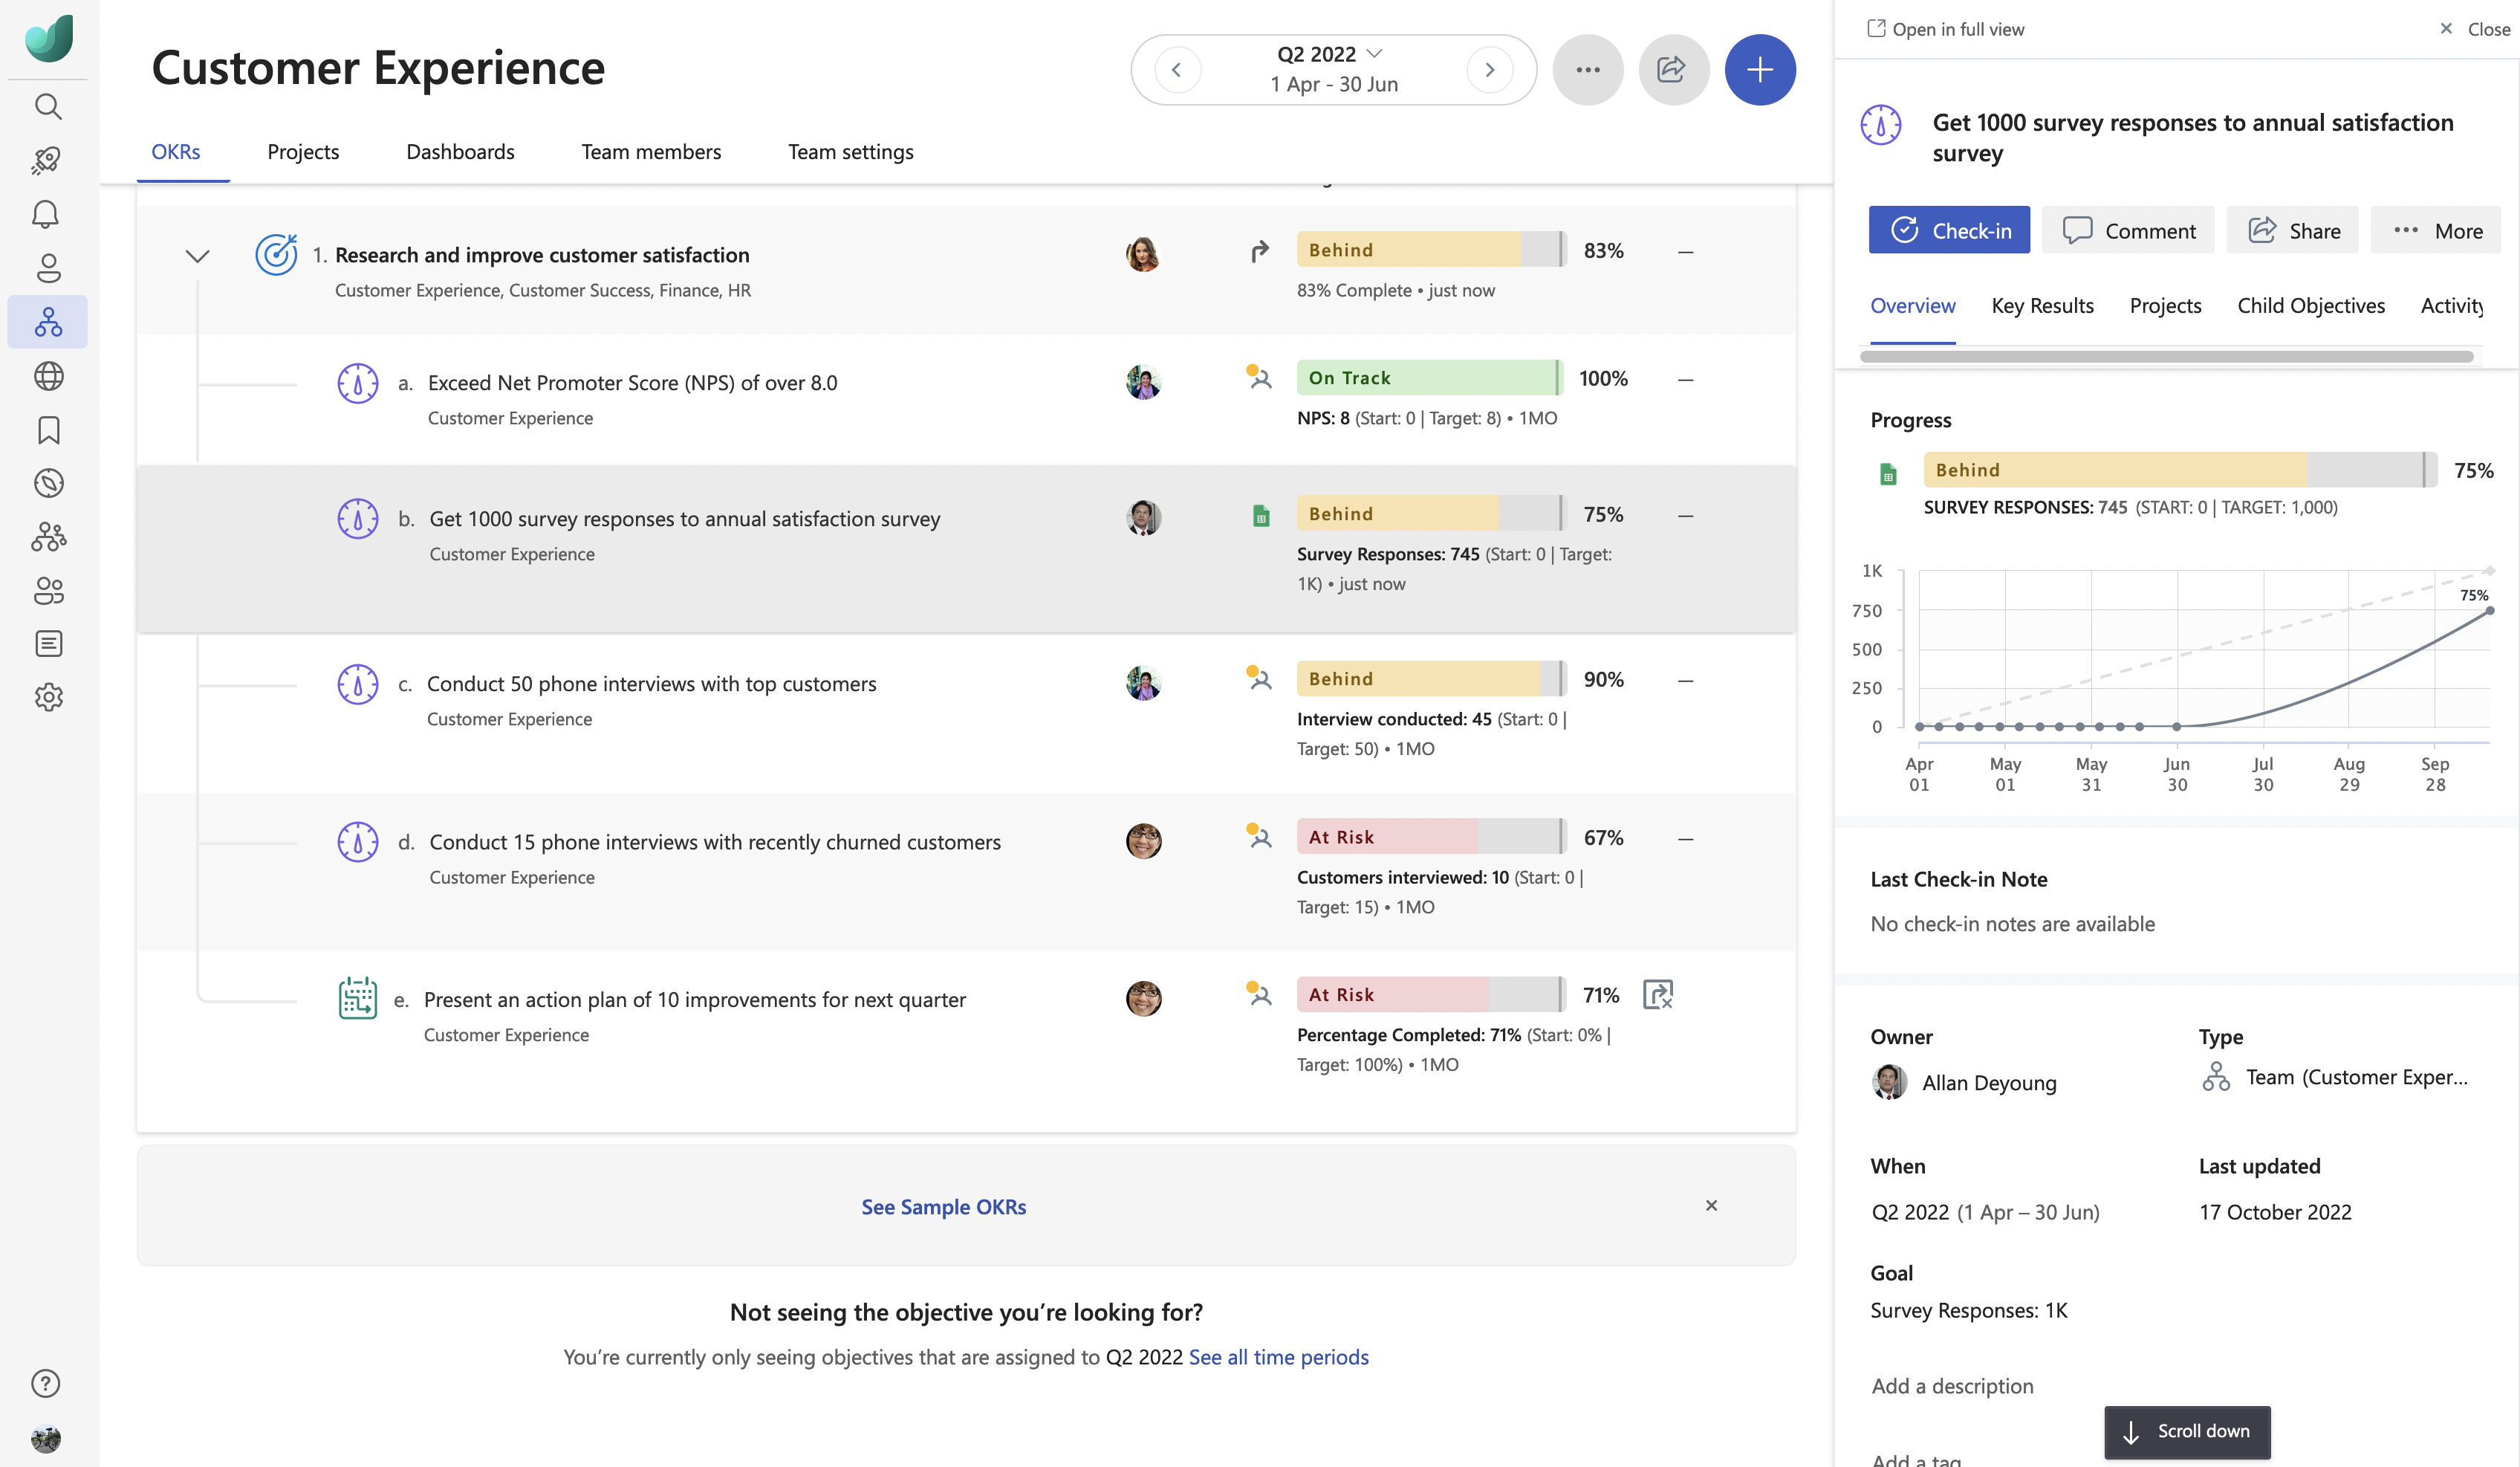 Customer Experience
Q2 2022
1 Apr - 30 Jun
OKRs
Projects
Dashboards
Team members
Team settings
1. Research and improve customer satisfaction
Customer Experience, Customer Success, Finance, HR
Behind
83%
—
83% Complete • just now
a. Exceed Net Promoter Score (NPS) of over 8.0
Customer Experience
On Track
100%
—
NPS: 8 (Start: 0 | Target: 8) • 1MO
b. Get 1000 survey responses to annual satisfaction survey
Customer Experience
Behind
75%
—
Survey Responses: 745 (Start: 0 | Target:
1K) • just now
c. Conduct 50 phone interviews with top customers
Customer Experience
Behind
90%
—
Interview conducted: 45 (Start: 0 |
Target: 50) • 1MO
d. Conduct 15 phone interviews with recently churned customers
Customer Experience
At Risk
67%
—
Customers interviewed: 10 (Start: 0 |
Target: 15) • 1MO
e. Present an action plan of 10 improvements for next quarter
Customer Experience
At Risk
71%
Percentage Completed: 71% (Start: 0% |
Target: 100%) • 1MO
See Sample OKRs
Not seeing the objective you're looking for?
You're currently only seeing objectives that are assigned to Q2 2022 See all time periods
Open in full view
Close
Get 1000 survey responses to annual satisfaction
survey
Check-in
Comment
Share
More
Overview
Key Results
Projects
Child Objectives
Activity
Progress
Behind
75%
SURVEY RESPONSES: 745 (START: 0 | TARGET: 1,000)
1K
750
500
250
0
75%
Apr 01
May 01
May 31
Jun 30
Jul 30
Aug 29
Sep 28
Last Check-in Note
No check-in notes are available
Owner
Allan Deyoung
Type
Team (Customer Exper...
When
Q2 2022 (1 Apr – 30 Jun)
Last updated
17 October 2022
Goal
Survey Responses: 1K
Add a description
Scroll down
Add a tag